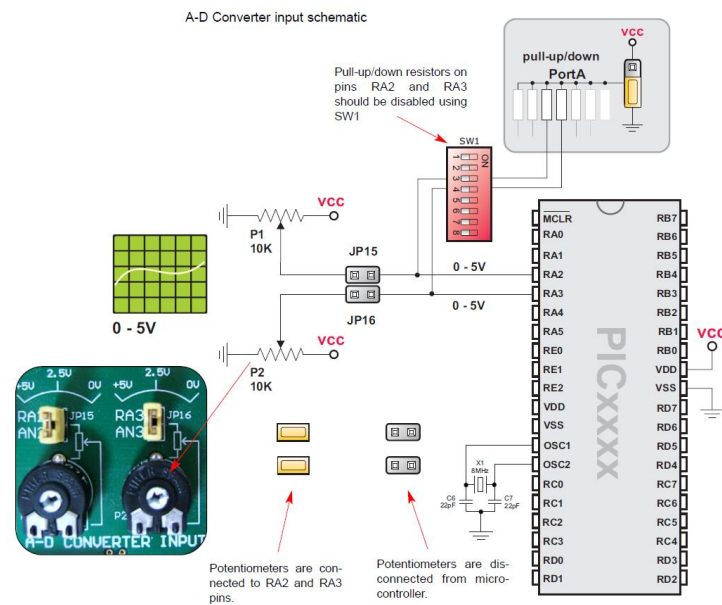 A-D Converter input schematic
VCC
pull-up/down
PortA
Pull-up/down resistors on
pins RA2 and RA3
should be disabled using
SW1
SW1
ON
1
2
3
4
5
6
7
8
VCC
P1
10K
JP15
0 - 5V
JP16
0 - 5V
VCC
P2
10K
0 - 5V
MCLR
RA0
RA1
RA2
RA3
RA4
RA5
RE0
RE1
RE2
VDD
VSS
OSC1
OSC2
RC0
RC1
RC2
RC3
RD0
RD1
PICxxxx
RB7
RB6
RB5
RB4
RB3
RB2
RB1
RB0
VDD
VSS
RD7
RD6
RD5
RD4
RC7
RC6
RC5
RC4
RD3
RD2
VCC
X1
8MHz
C6
22pF
C7
22pF
+5V 2.5V 0V +5V 2.5V 0V
RA2 JP15 RA3 JP16
AN2 AN3
P2
A-D CONVERTER INPUT
Potentiometers are con-
nected to RA2 and RA3
pins.
Potentiometers are dis-
connected from micro-
controller.